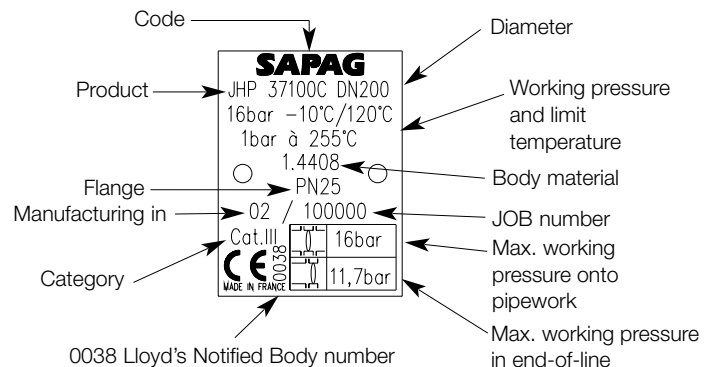 Code
Diameter
SAPAG
Product
JHP 37100C DN200
16bar -10°C/120°C
1bar à 255°C
Working pressure
and limit
temperature
1.4408
Body material
Flange
PN25
Manufacturing in
02 / 100000
JOB number
Cat.III
16bar
Max. working
pressure onto
pipework
Category
CE
0038
11,7bar
MADE IN FRANCE
Max. working pressure
in end-of-line
0038 Lloyd's Notified Body number